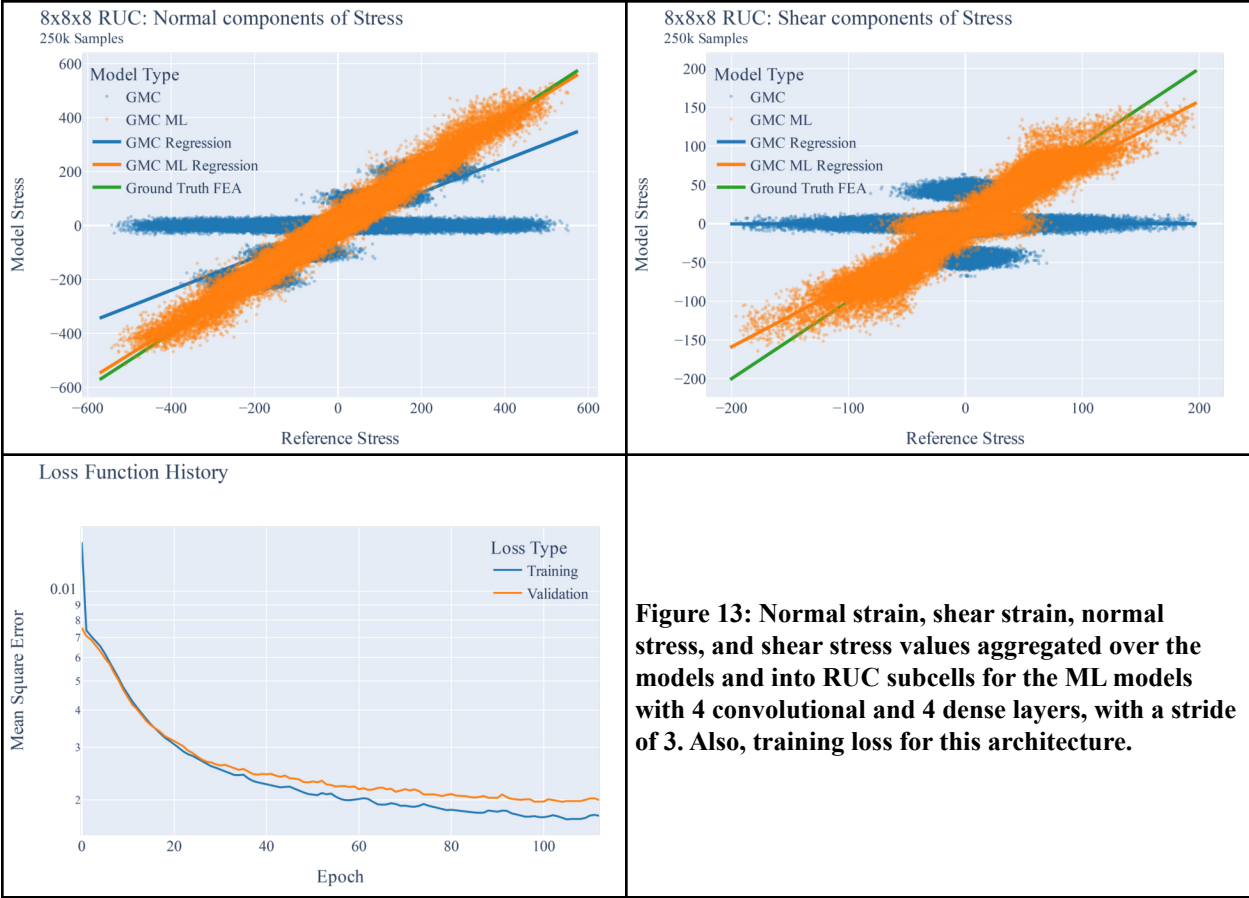 8x8x8 RUC: Normal components of Stress
250k Samples
Model Type
GMC
GMC ML
GMC Regression
GMC ML Regression
Ground Truth FEA
600
400
200
0
−200
−400
−600
Model Stress
−600
−400
−200
0
200
400
600
Reference Stress
8x8x8 RUC: Shear components of Stress
250k Samples
Model Type
GMC
GMC ML
GMC Regression
GMC ML Regression
Ground Truth FEA
200
150
100
50
0
−50
−100
−150
−200
Model Stress
−200
−100
0
100
200
Reference Stress
Loss Function History
Loss Type
Training
Validation
0.01
9
8
7
6
5
4
3
2
Mean Square Error
0
20
40
60
80
100
Epoch
Figure 13: Normal strain, shear strain, normal
stress, and shear stress values aggregated over the
models and into RUC subcells for the ML models
with 4 convolutional and 4 dense layers, with a stride
of 3. Also, training loss for this architecture.